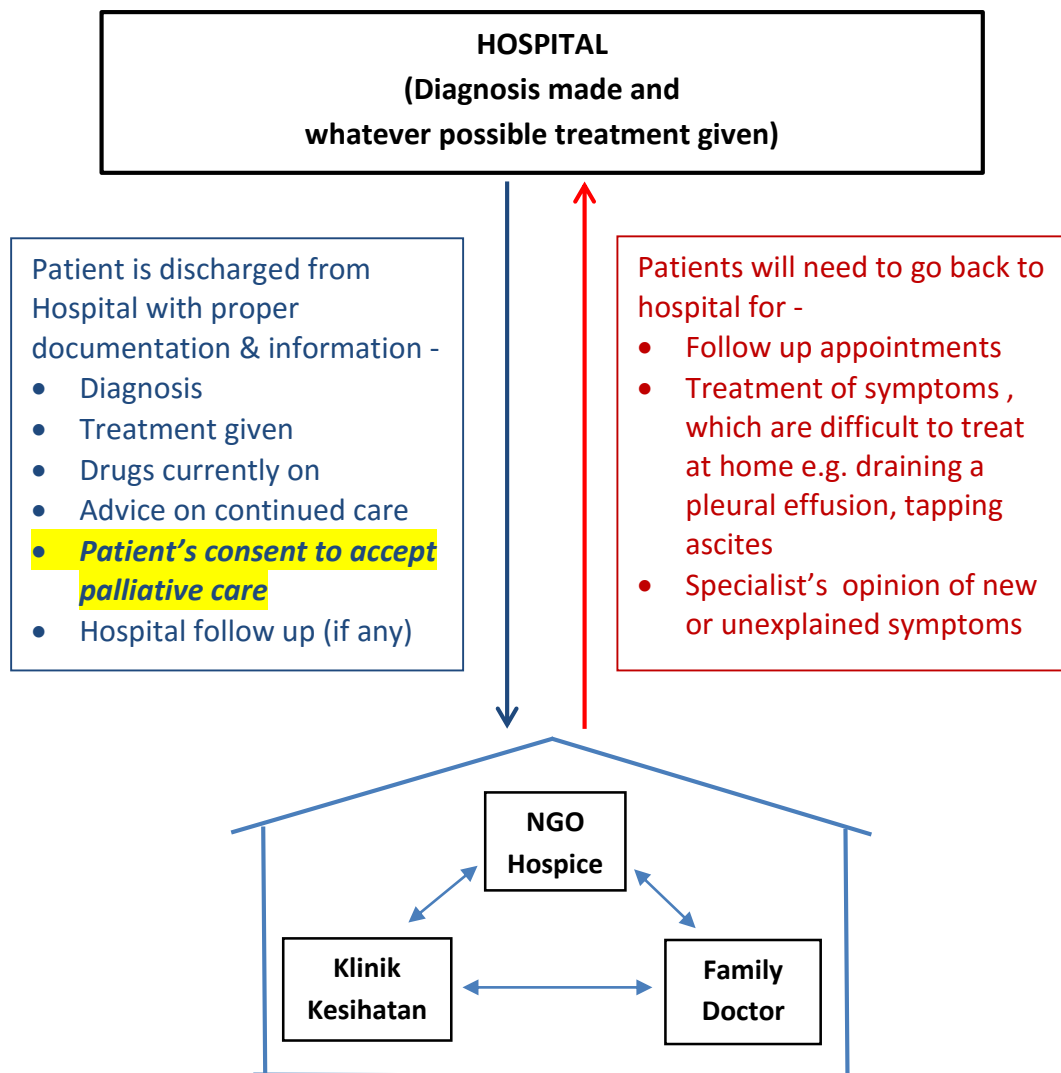 HOSPITAL
(Diagnosis made and
whatever possible treatment given)
Patient is discharged from
Hospital with proper
documentation & information -
• Diagnosis
• Treatment given
• Drugs currently on
• Advice on continued care
• Patient’s consent to accept
palliative care
• Hospital follow up (if any)
Patients will need to go back to
hospital for -
• Follow up appointments
• Treatment of symptoms ,
which are difficult to treat
at home e.g. draining a
pleural effusion, tapping
ascites
• Specialist’s  opinion of new
or unexplained symptoms
NGO
Hospice
Klinik
Kesihatan
Family
Doctor